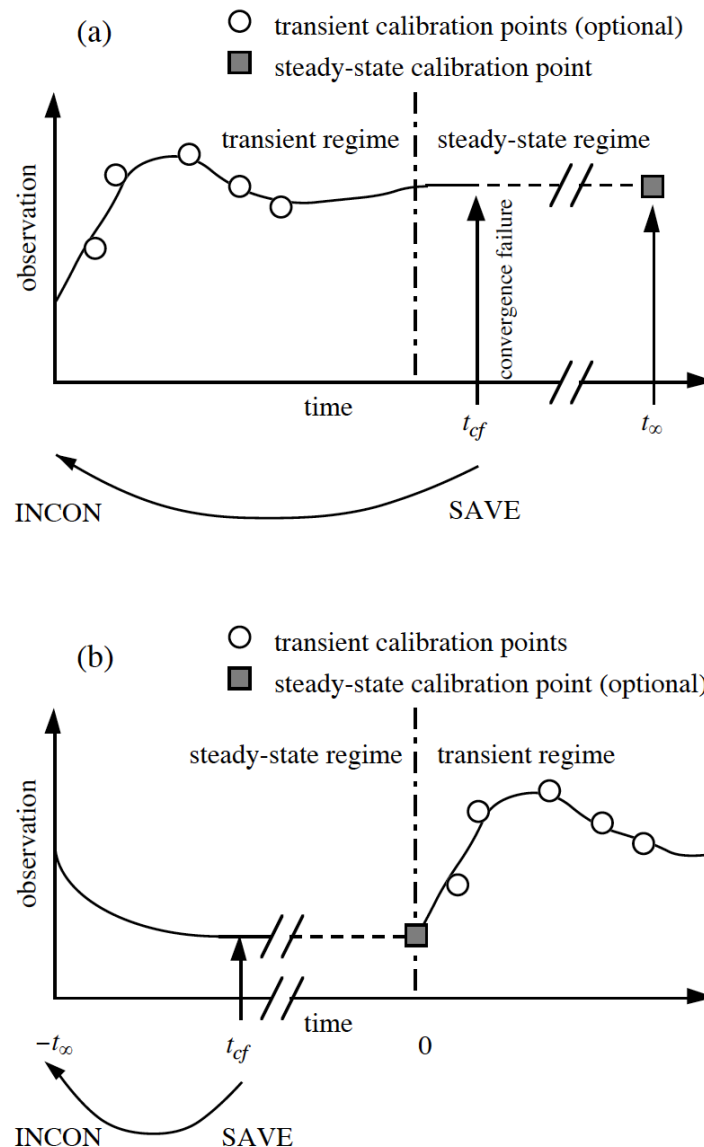 (a)
transient calibration points (optional)
steady-state calibration point
transient regime
steady-state regime
observation
convergence failure
time
t_cf
t_∞
INCON
SAVE
(b)
transient calibration points
steady-state calibration point (optional)
steady-state regime
transient regime
observation
time
−t_∞
t_cf
0
INCON
SAVE